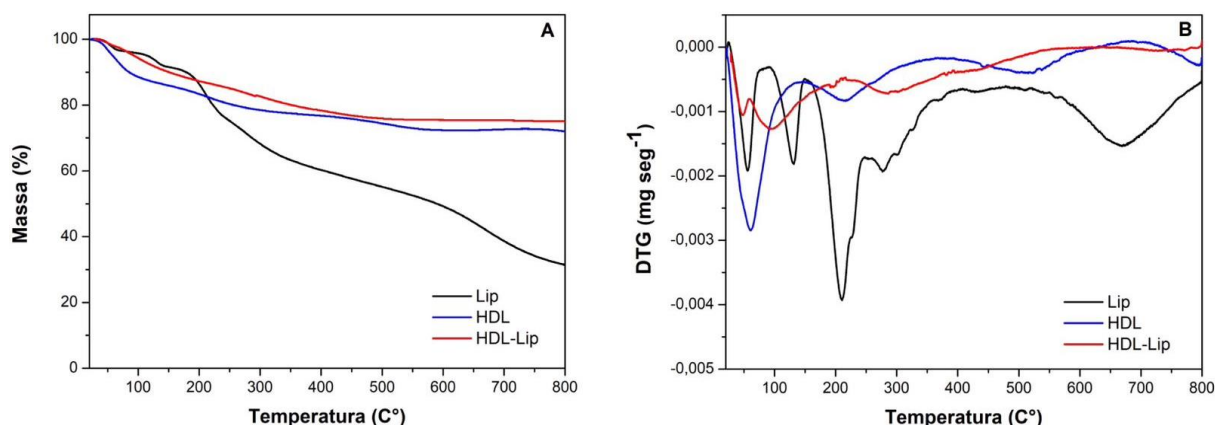 A
100
80
60
40
20
0
Massa (%)
Lip
HDL
HDL-Lip
100 200 300 400 500 600 700 800
Temperatura (C°)
B
0,000
-0,001
-0,002
-0,003
-0,004
-0,005
DTG (mg seg⁻¹)
Lip
HDL
HDL-Lip
100 200 300 400 500 600 700 800
Temperatura (C°)